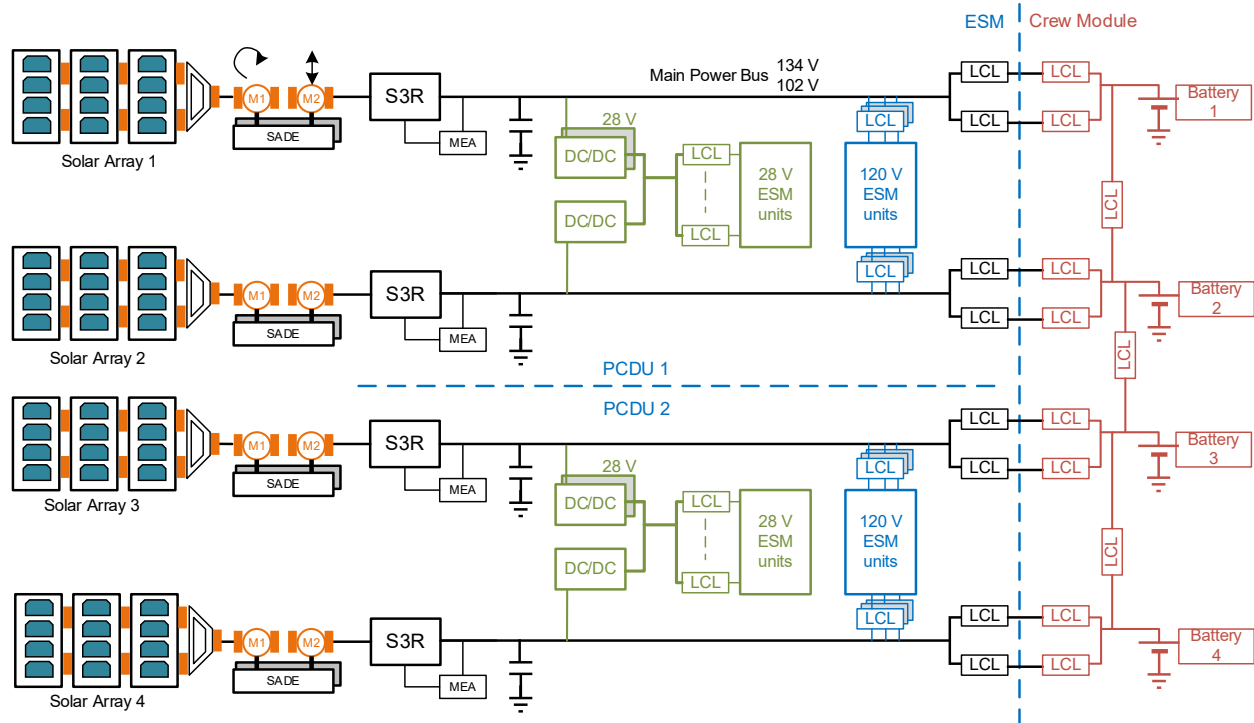 ESM
Crew Module
Main Power Bus
134 V
102 V
LCL
LCL
LCL
LCL
Battery
1
M1
M2
SADE
S3R
MEA
Solar Array 1
28 V
DC/DC
DC/DC
LCL
LCL
28 V
ESM
units
LCL
120 V
ESM
units
LCL
LCL
Solar Array 2
M1
M2
SADE
S3R
MEA
LCL
LCL
LCL
LCL
Battery
2
LCL
PCDU 1
PCDU 2
Solar Array 3
M1
M2
SADE
S3R
MEA
LCL
LCL
LCL
LCL
Battery
3
28 V
DC/DC
DC/DC
LCL
LCL
28 V
ESM
units
LCL
120 V
ESM
units
LCL
LCL
Solar Array 4
M1
M2
SADE
S3R
MEA
LCL
LCL
LCL
LCL
Battery
4